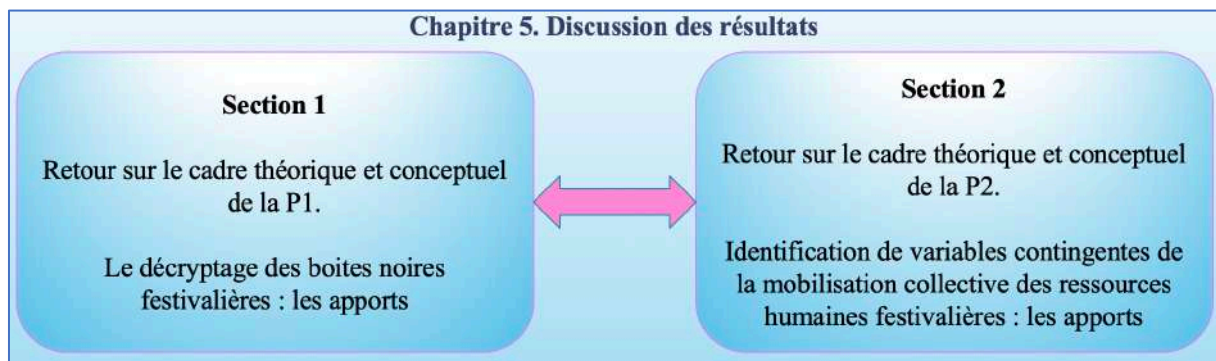 Chapitre 5. Discussion des résultats
Section 1
Retour sur le cadre théorique et conceptuel
de la P1.
Le décryptage des boites noires
festivalières : les apports
Section 2
Retour sur le cadre théorique et conceptuel
de la P2.
Identification de variables contingentes de
la mobilisation collective des ressources
humaines festivalières : les apports